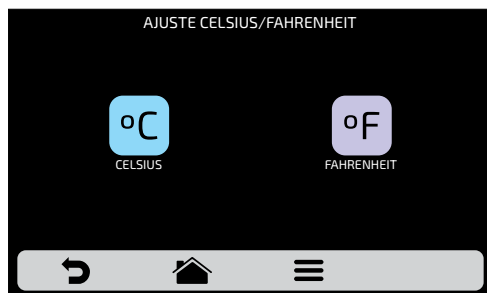 AJUSTE CELSIUS/FAHRENHEIT
ºC
ºF
CELSIUS
FAHRENHEIT